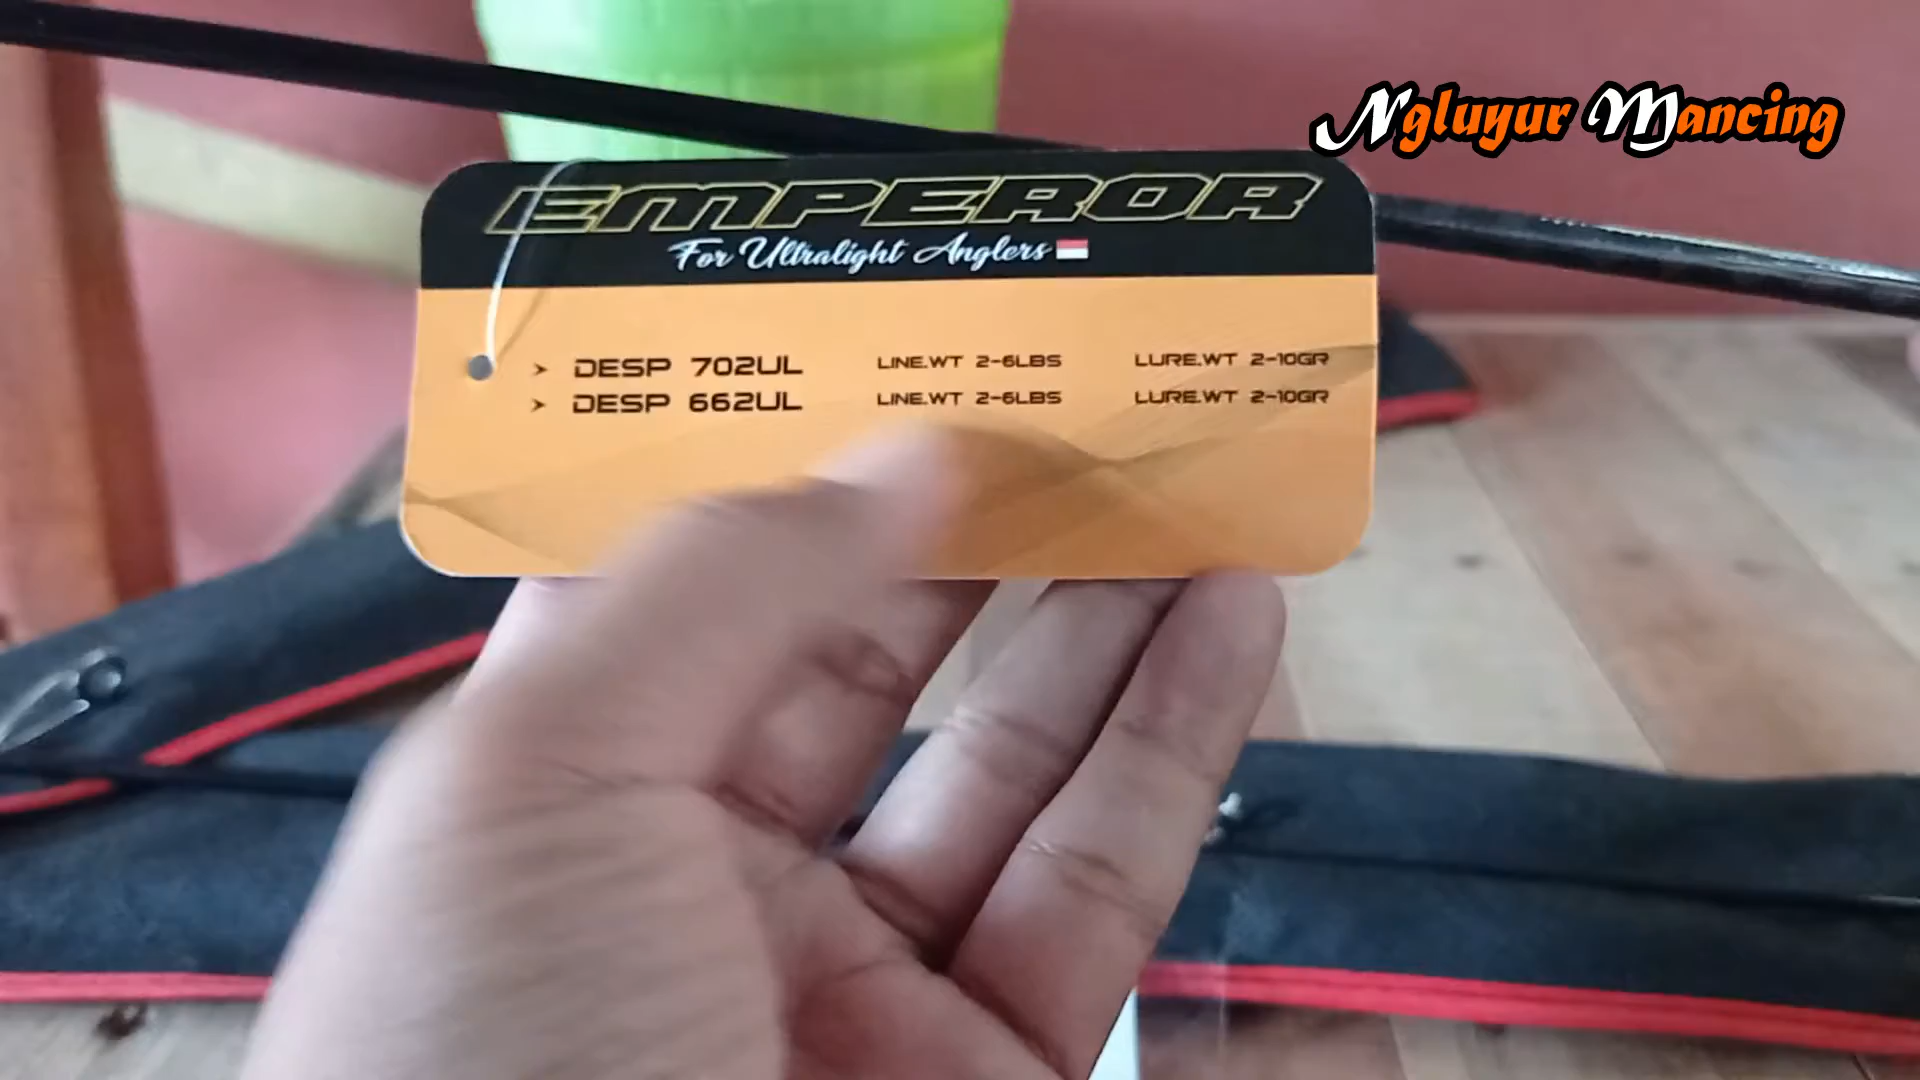 Ngluyur Mancing
EMPEROR
For Ultralight Anglers
➤ DESP 702UL LINE.WT 2-6LBS LURE.WT 2-10GR
➤ DESP 662UL LINE.WT 2-6LBS LURE.WT 2-10GR